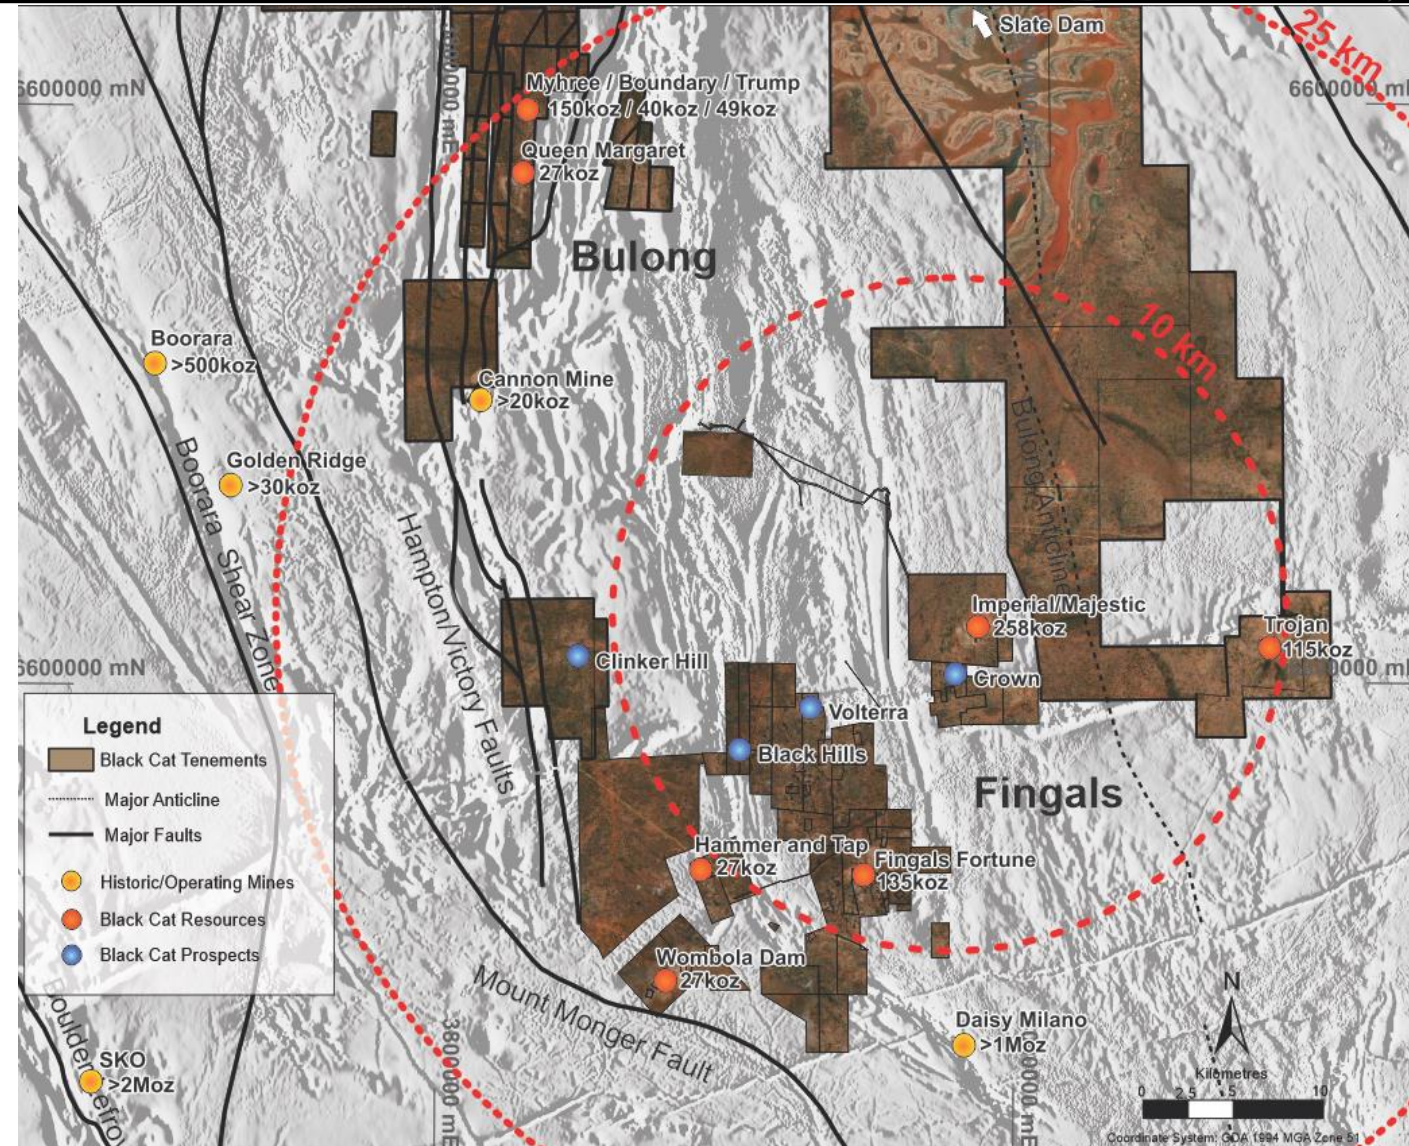 Slate Dam
25 km
6600000 mN
Myhree / Boundary / Trump
150koz / 40koz / 49koz
Queen Margaret
27koz
Bulong
10 km
Boorara
>500koz
Cannon Mine
>20koz
Golden Ridge
>30koz
Boorara Shear Zone
Hampton/Victory Faults
Bulong Anticline
Imperial/Majestic
258koz
Trojan
115koz
Clinker Hill
6600000 mN
Crown
Volterra
Black Hills
Fingals
Legend
Black Cat Tenements
Major Anticline
Major Faults
Historic/Operating Mines
Black Cat Resources
Black Cat Prospects
Hammer and Tap
27koz
Fingals Fortune
135koz
Wombola Dam
27koz
Mount Monger Fault
Daisy Milano
>1Moz
SKO
>2Moz
380000 mE
N
Kilometres
0 2.5 5 10
Coordinate System: GDA 1994 MGA Zone 51